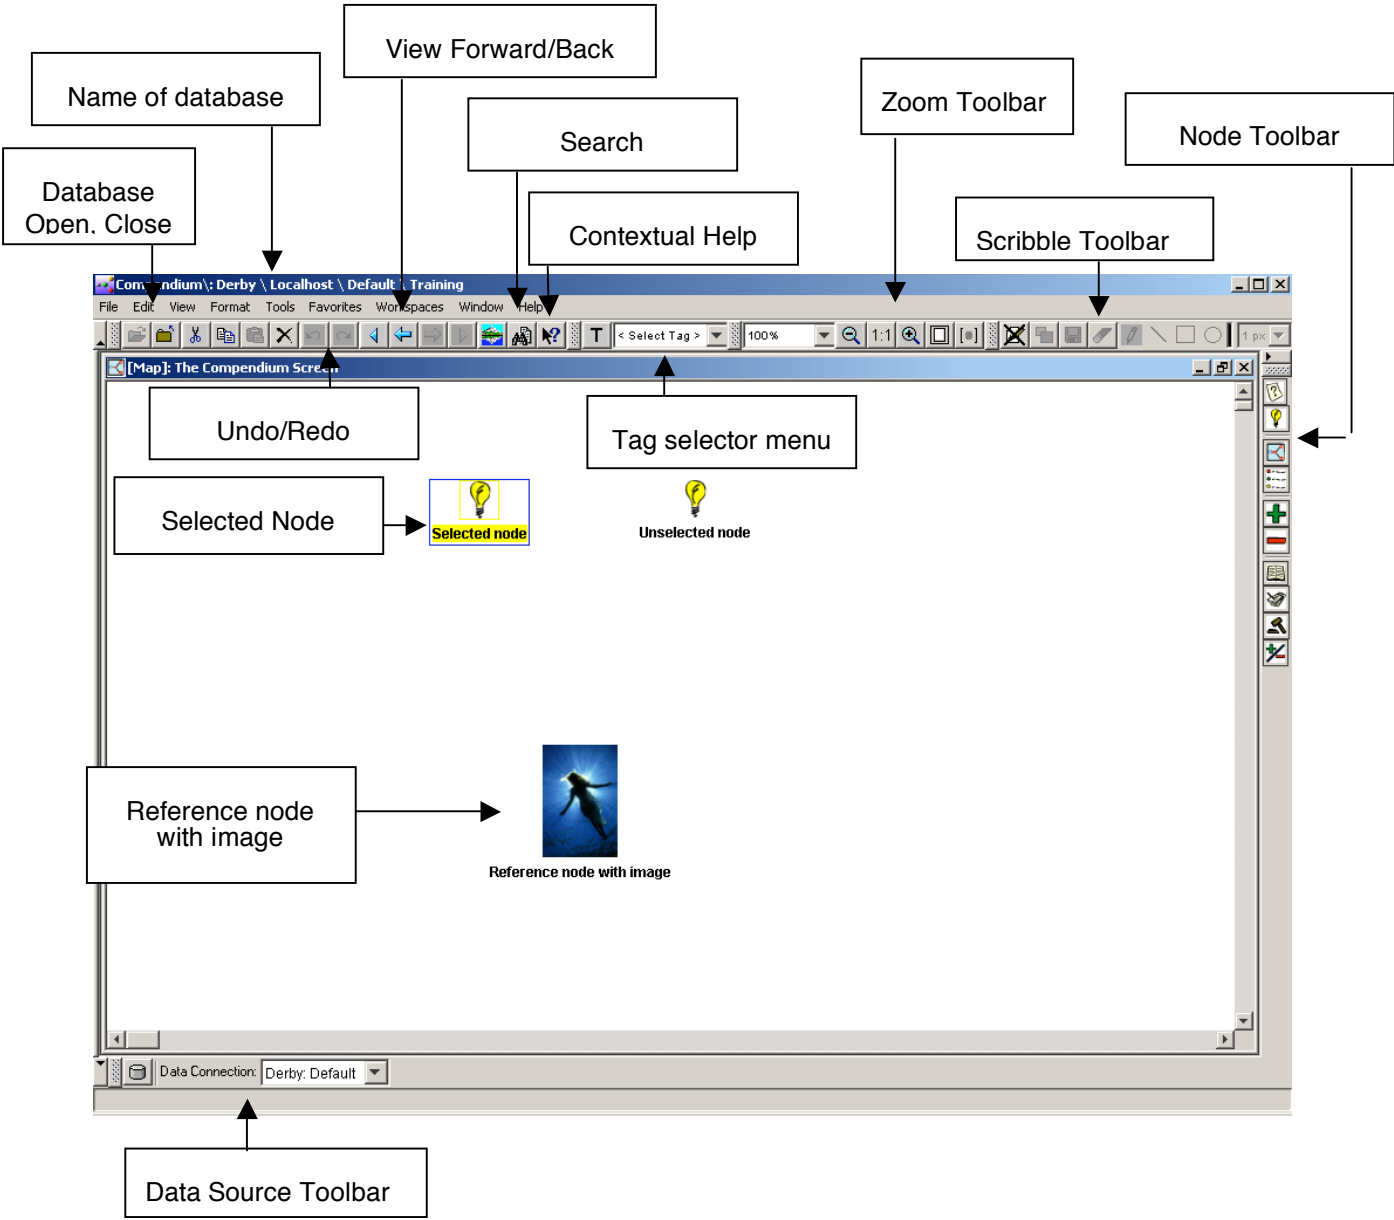 View Forward/Back
Name of database
Zoom Toolbar
Node Toolbar
Search
Database
Open, Close
Contextual Help
Scribble Toolbar
Compendium\: Derby \ Localhost \ Default \ Training
File Edit View Format Tools Favorites Workspaces Window Help
T < Select Tag > 100% 1:1 1 px
[Map]: The Compendium Screen
Undo/Redo
Tag selector menu
Selected Node
Selected node
Unselected node
Reference node
with image
Reference node with image
Data Connection: Derby: Default
Data Source Toolbar